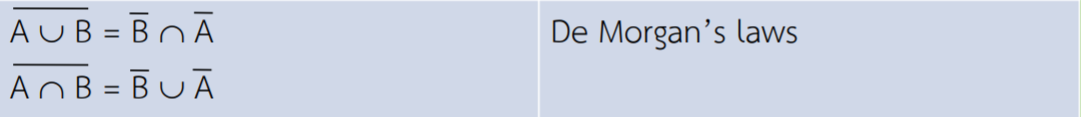 A̅ ̅∪̅ ̅B̅ = B̅ ∩ A̅
De Morgan’s laws
A̅ ̅∩̅ ̅B̅ = B̅ ∪ A̅